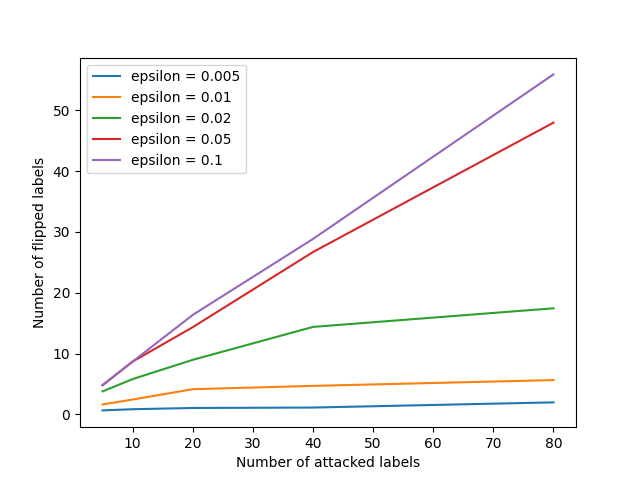 epsilon = 0.005
epsilon = 0.01
epsilon = 0.02
epsilon = 0.05
epsilon = 0.1
Number of flipped labels
50
40
30
20
10
0
10 20 30 40 50 60 70 80
Number of attacked labels